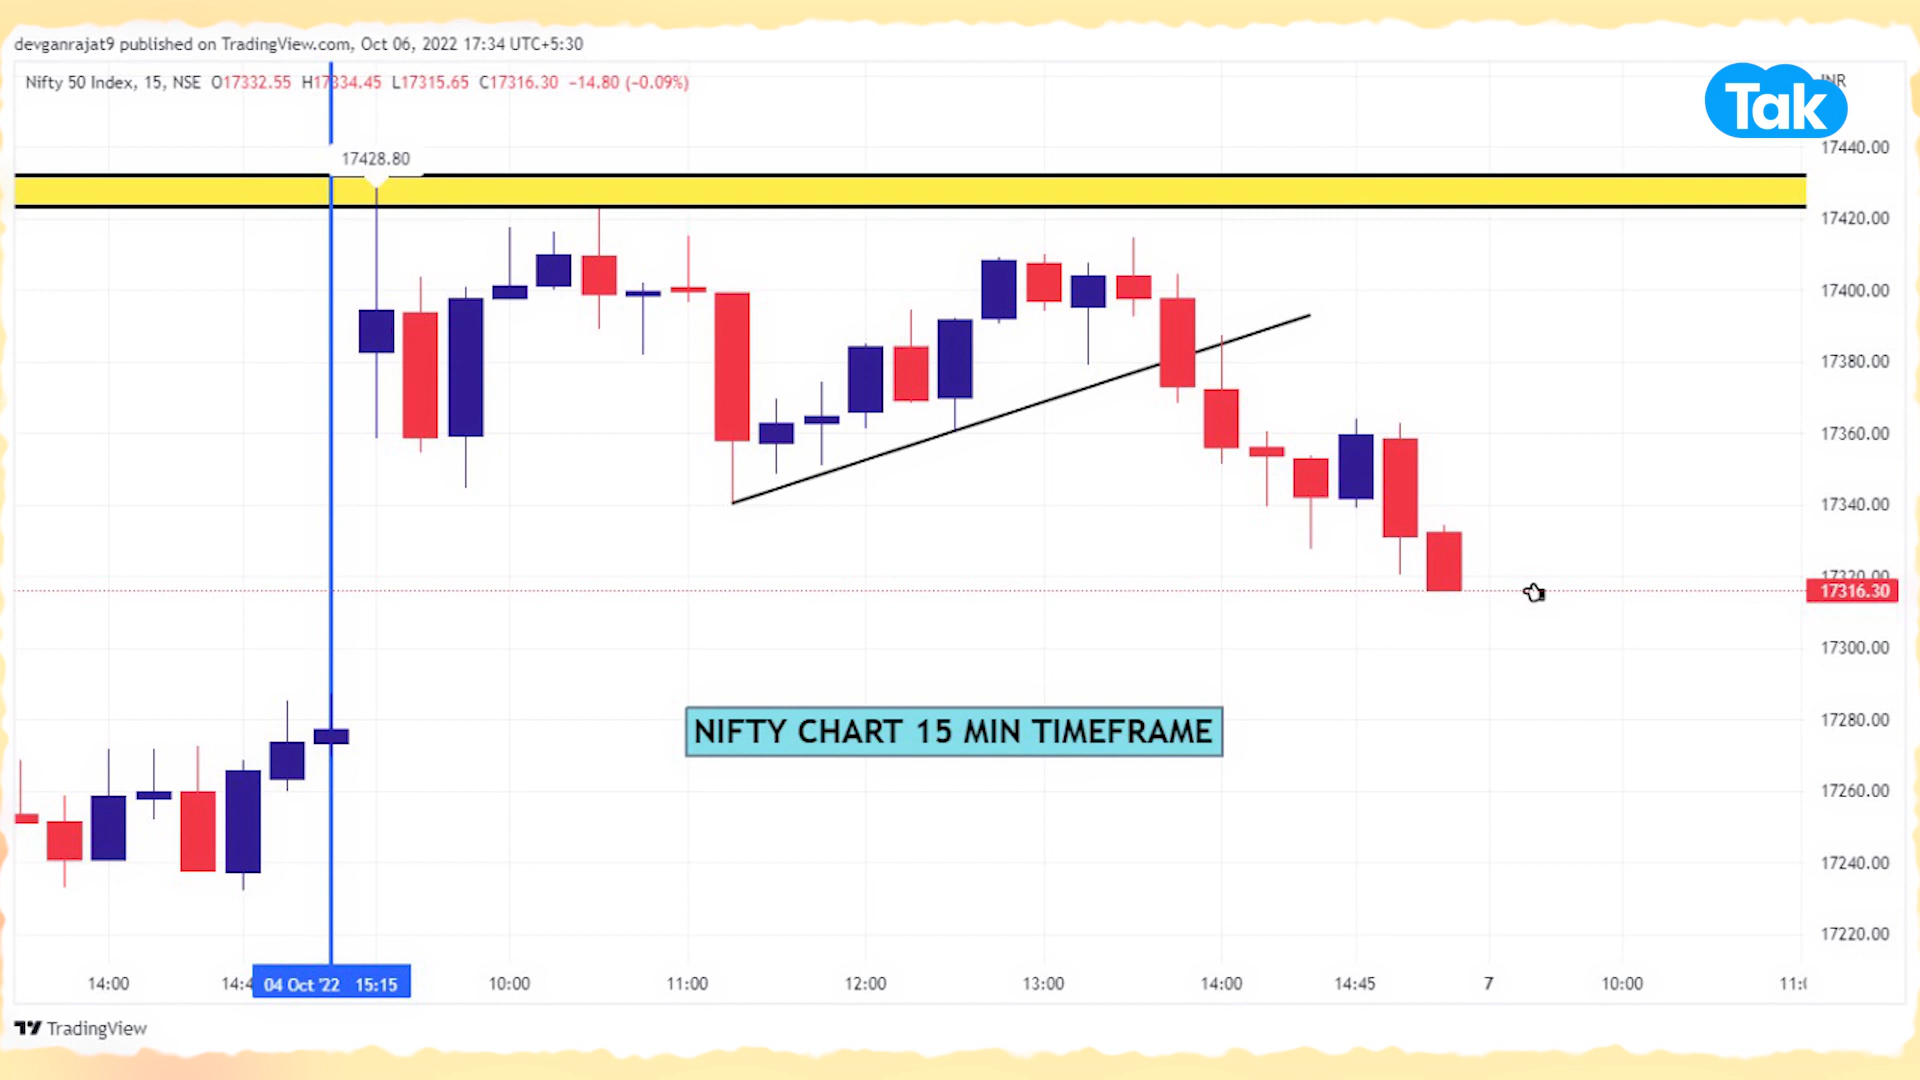 devganrajat9 published on TradingView.com, Oct 06, 2022 17:34 UTC+5:30
Nifty 50 Index, 15, NSE O17332.55 H17334.45 L17315.65 C17316.30 −14.80 (−0.09%)
Tak
17428.80
17440.00
17420.00
17400.00
17380.00
17360.00
17340.00
17320.00
17316.30
17300.00
17280.00
17260.00
17240.00
17220.00
NIFTY CHART 15 MIN TIMEFRAME
14:00 04 Oct '22 15:15 10:00 11:00 12:00 13:00 14:00 14:45 7 10:00
TradingView